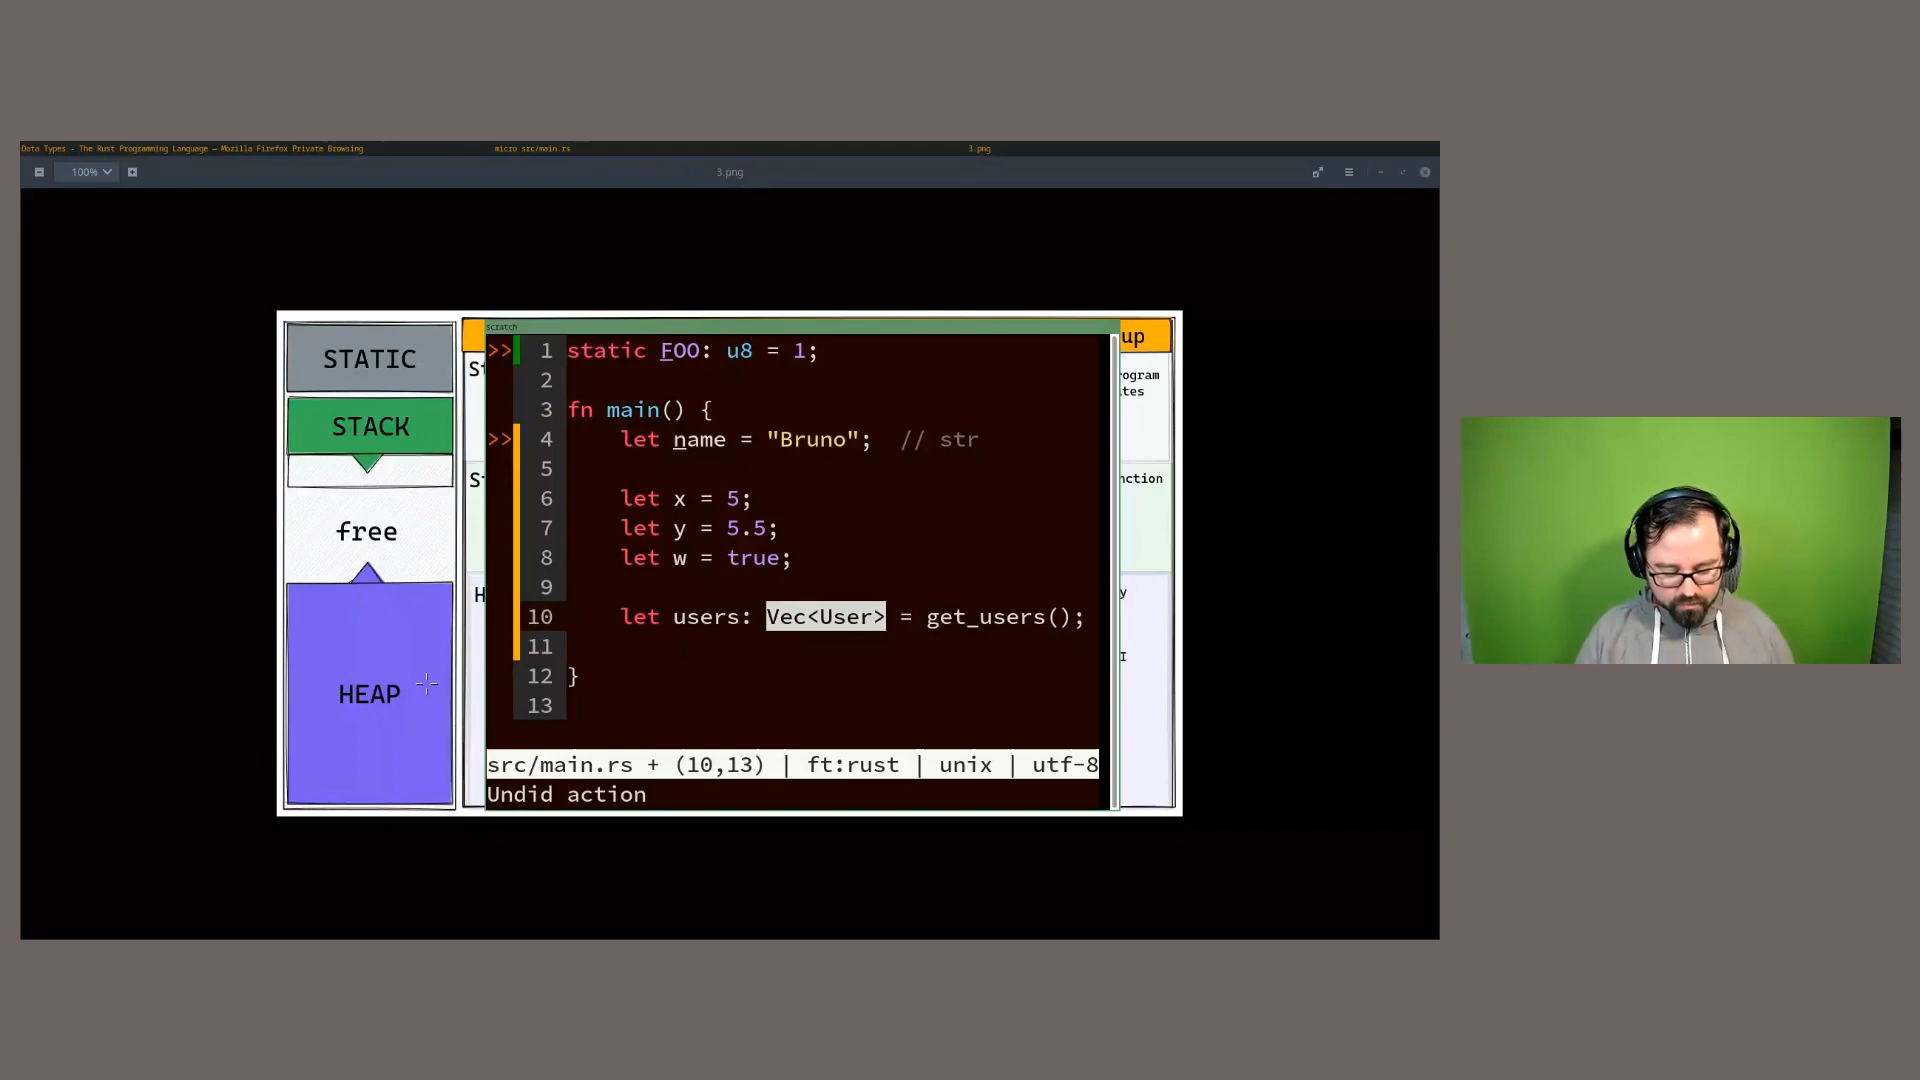 Data Types - The Rust Programming Language — Mozilla Firefox Private Browsing
micro src/main.rs
3.png
100%
3.png
STATIC
STACK
free
HEAP
St
St
H
up
ogram
tes
nction
y
I
scratch
>> 1 static FOO: u8 = 1;
2
3 fn main() {
>> 4 let name = "Bruno"; // str
5
6 let x = 5;
7 let y = 5.5;
8 let w = true;
9
10 let users: Vec<User> = get_users();
11
12 }
13
src/main.rs + (10,13) | ft:rust | unix | utf-8
Undid action